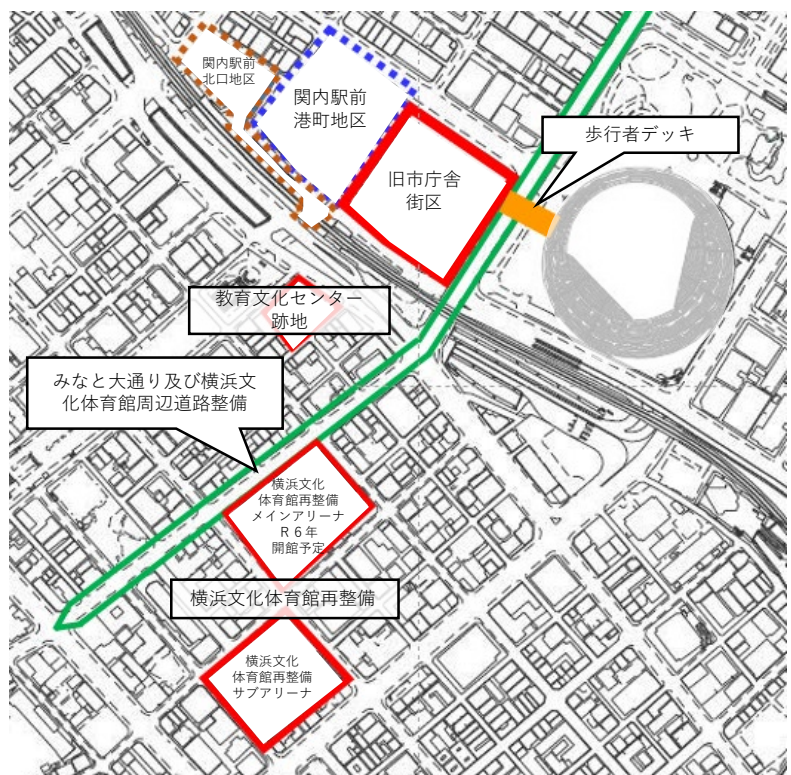 関内駅前
北口地区
関内駅前
港町地区
歩行者デッキ
旧市庁舎
街区
教育文化センター
跡地
みなと大通り及び横浜文
化体育館周辺道路整備
横浜文化
体育館再整備
メインアリーナ
R6年
開館予定
横浜文化体育館再整備
横浜文化
体育館再整備
サブアリーナ